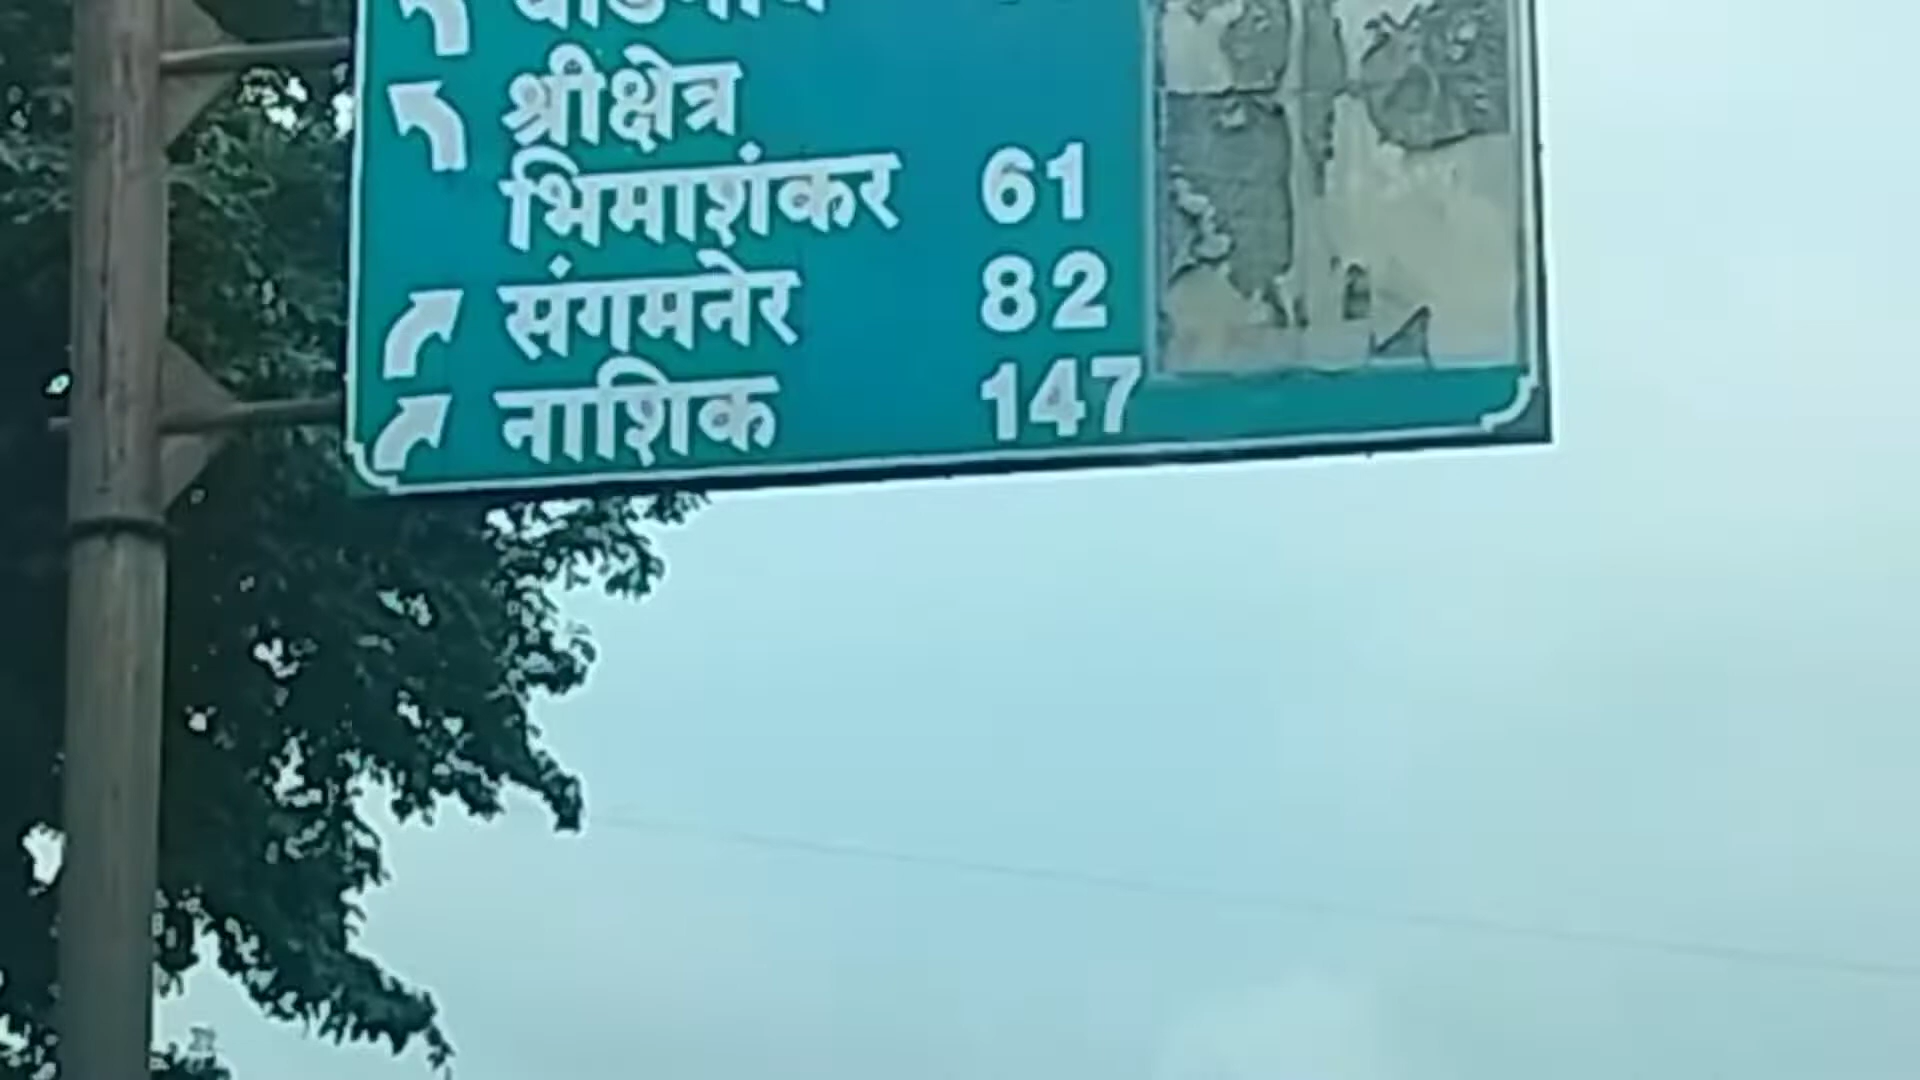 श्रीक्षेत्र
भिमाशंकर 61
संगमनेर 82
नाशिक 147